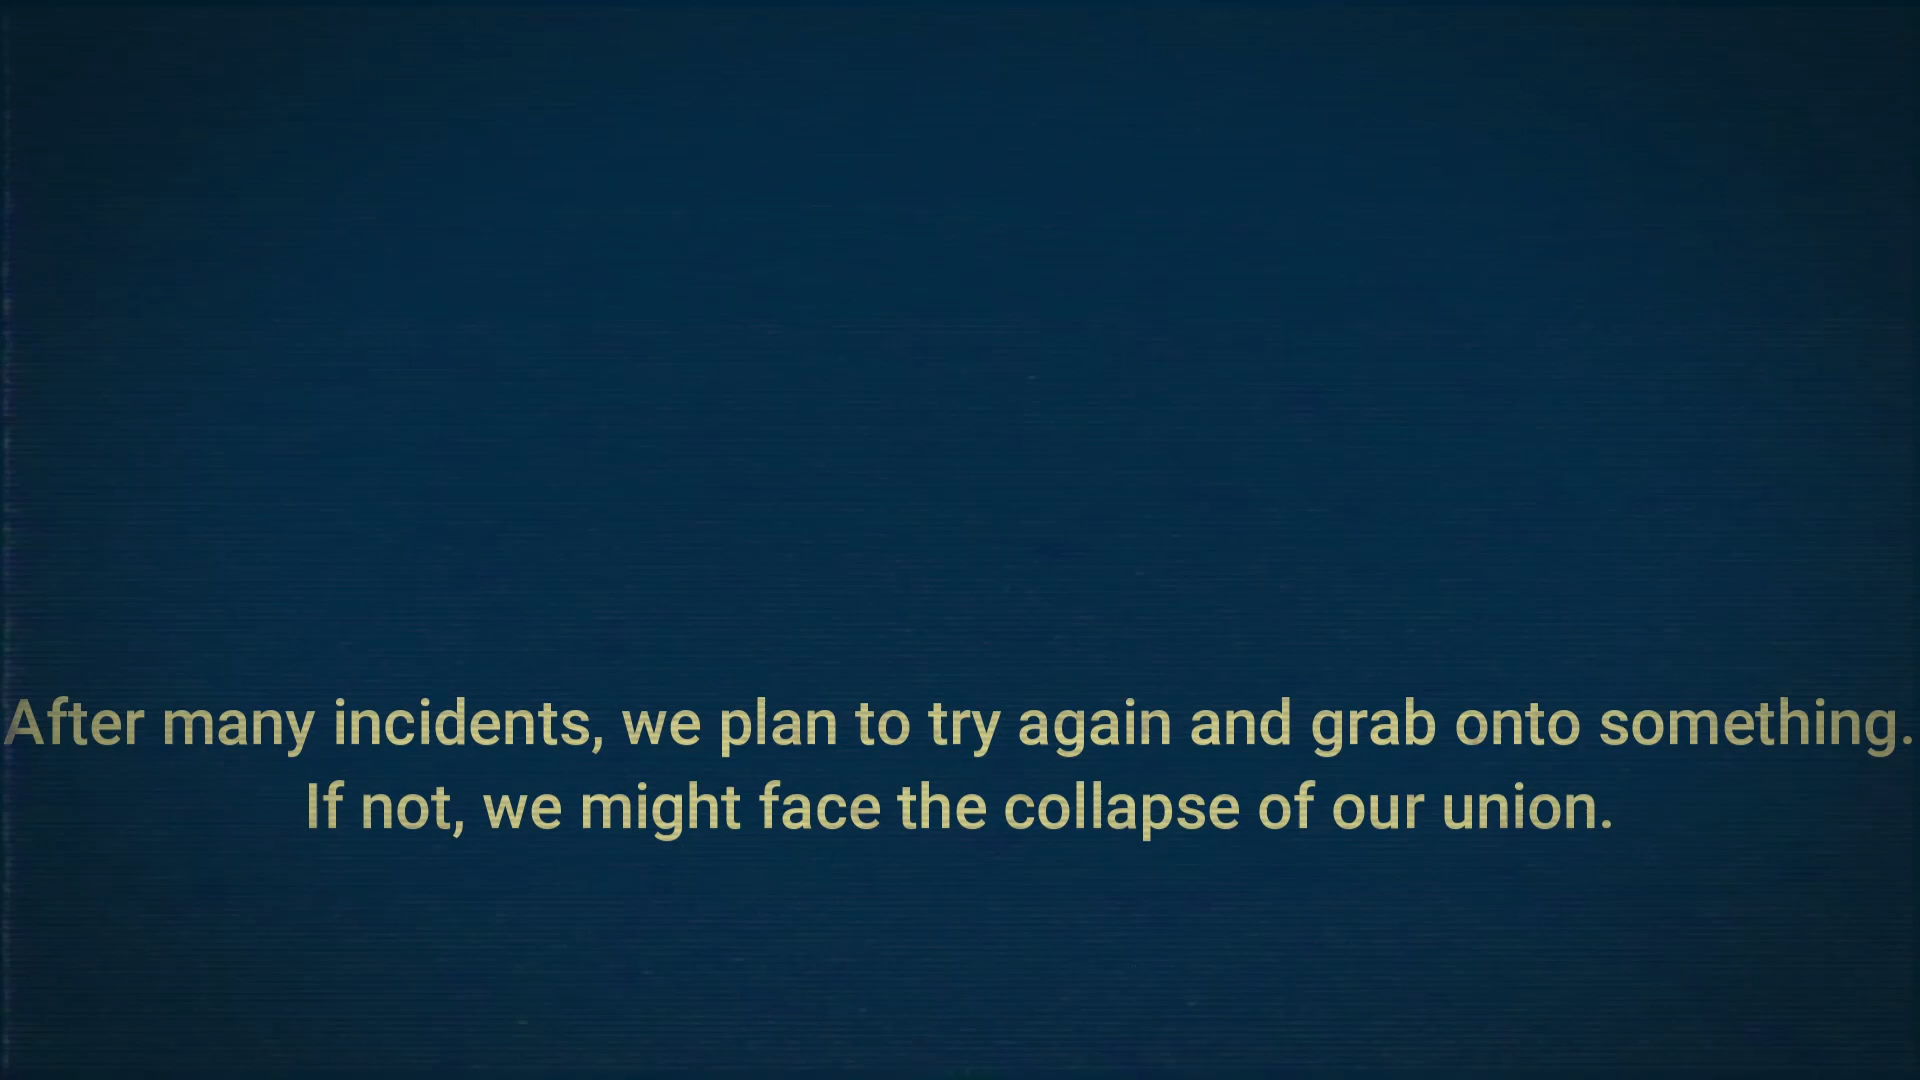 After many incidents, we plan to try again and grab onto something.
If not, we might face the collapse of our union.